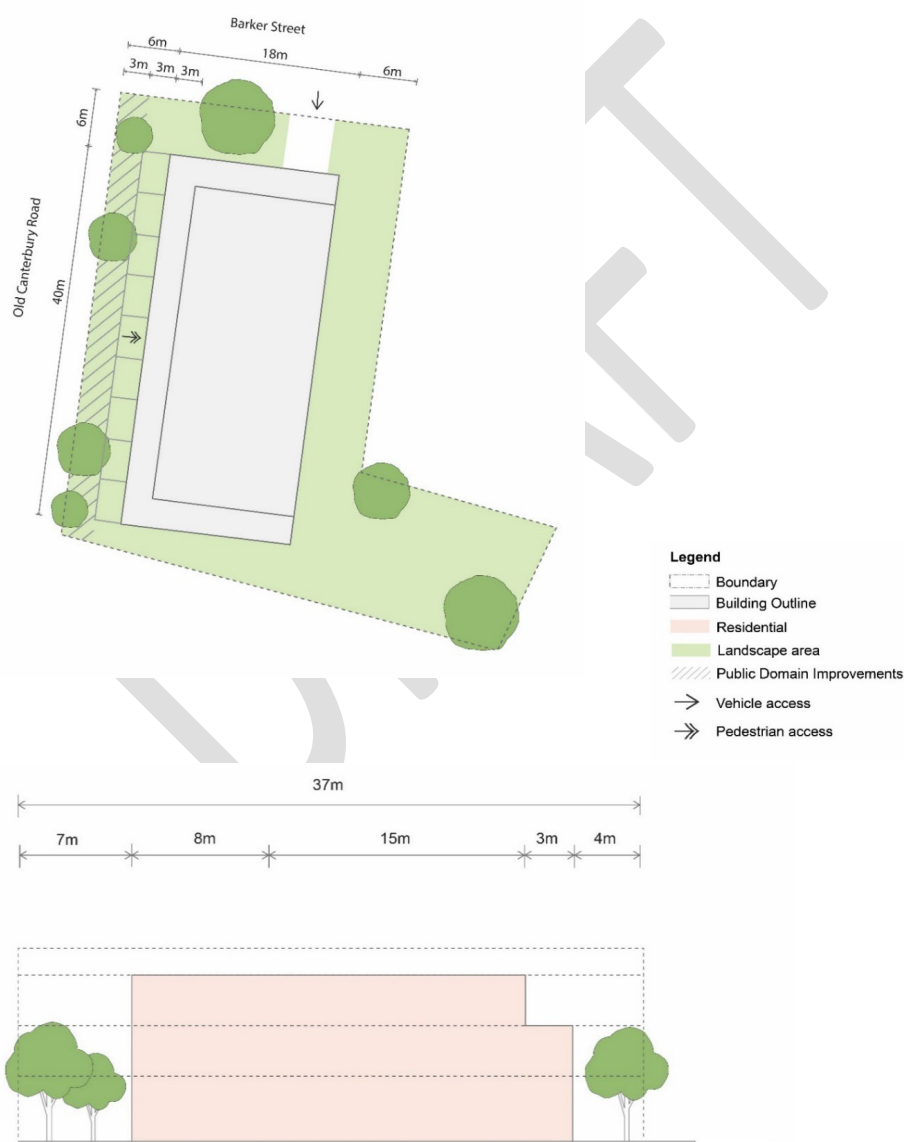 Barker Street
6m 18m 6m
3m 3m 3m
6m
Old Canterbury Road
40m
Legend
Boundary
Building Outline
Residential
Landscape area
Public Domain Improvements
Vehicle access
Pedestrian access
37m
7m 8m 15m 3m 4m